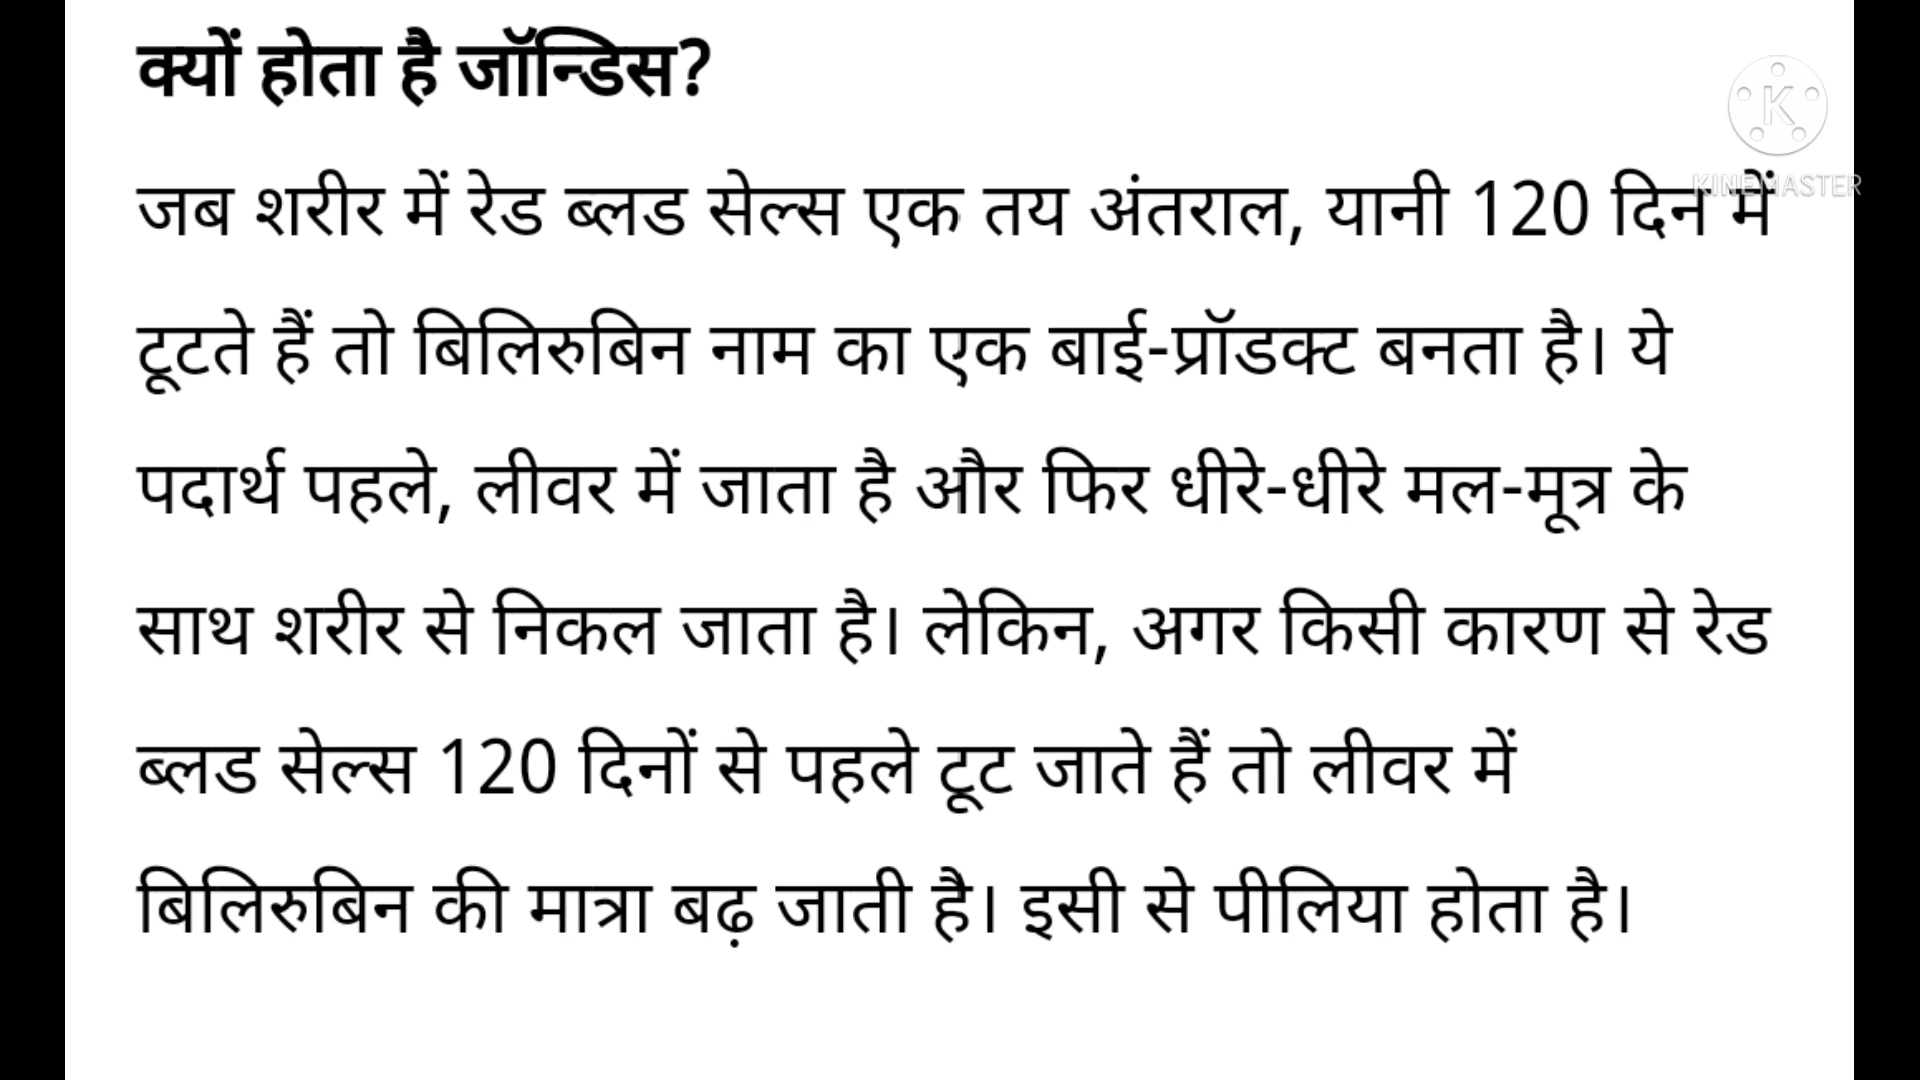 क्यों होता है जॉन्डिस?
जब शरीर में रेड ब्लड सेल्स एक तय अंतराल, यानी 120 दिन में
टूटते हैं तो बिलिरुबिन नाम का एक बाई-प्रॉडक्ट बनता है। ये
पदार्थ पहले, लीवर में जाता है और फिर धीरे-धीरे मल-मूत्र के
साथ शरीर से निकल जाता है। लेकिन, अगर किसी कारण से रेड
ब्लड सेल्स 120 दिनों से पहले टूट जाते हैं तो लीवर में
बिलिरुबिन की मात्रा बढ़ जाती है। इसी से पीलिया होता है।
K
KINEMASTER